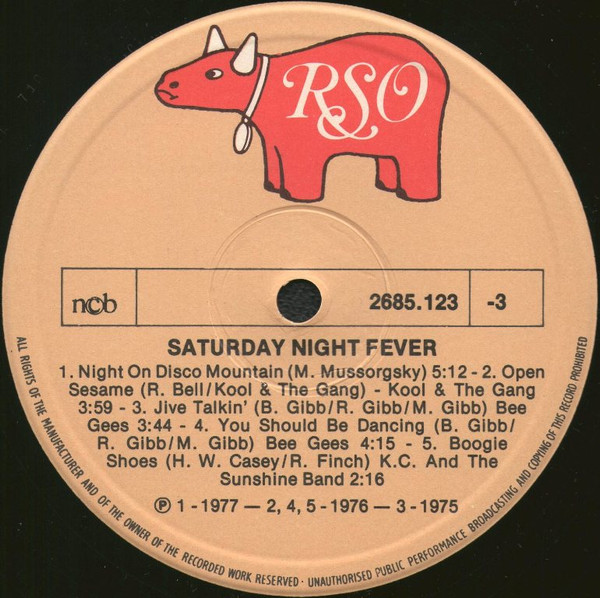 RSO
ncb
2685.123
-3
SATURDAY NIGHT FEVER
1. Night On Disco Mountain (M. Mussorgsky) 5:12 - 2. Open
Sesame (R. Bell/Kool & The Gang) - Kool & The Gang
3:59 - 3. Jive Talkin' (B. Gibb/R. Gibb/M. Gibb) Bee
Gees 3:44 - 4. You Should Be Dancing (B. Gibb/
R. Gibb/M. Gibb) Bee Gees 4:15 - 5. Boogie
Shoes (H. W. Casey/R. Finch) K.C. And The
Sunshine Band 2:16
Ⓟ 1 - 1977 — 2, 4, 5 - 1976 — 3 - 1975
ALL RIGHTS OF THE MANUFACTURER AND OF THE OWNER OF THE RECORDED WORK RESERVED · UNAUTHORISED PUBLIC PERFORMANCE BROADCASTING AND COPYING OF THIS RECORD PROHIBITED